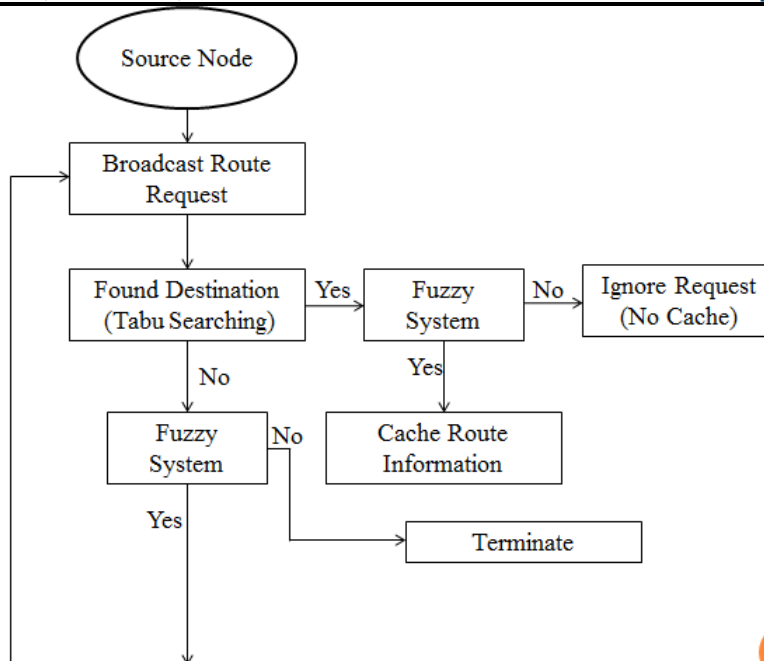 Source Node
Broadcast Route
Request
Found Destination
(Tabu Searching)
Yes
Fuzzy
System
No
Ignore Request
(No Cache)
No
Yes
Fuzzy
System
No
Cache Route
Information
Yes
Terminate